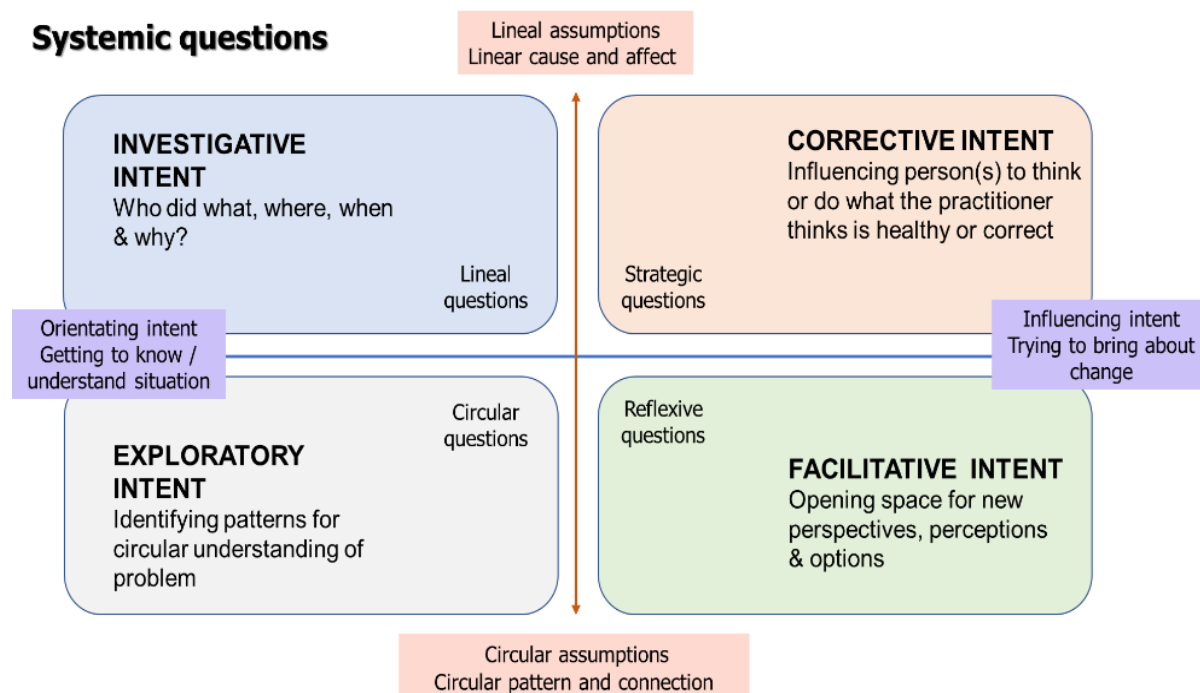 Systemic questions
Lineal assumptions
Linear cause and affect
INVESTIGATIVE
INTENT
Who did what, where, when
& why?
Lineal
questions
CORRECTIVE INTENT
Influencing person(s) to think
or do what the practitioner
thinks is healthy or correct
Strategic
questions
Orientating intent
Getting to know /
understand situation
Influencing intent
Trying to bring about
change
Circular
questions
EXPLORATORY
INTENT
Identifying patterns for
circular understanding of
problem
Reflexive
questions
FACILITATIVE INTENT
Opening space for new
perspectives, perceptions
& options
Circular assumptions
Circular pattern and connection